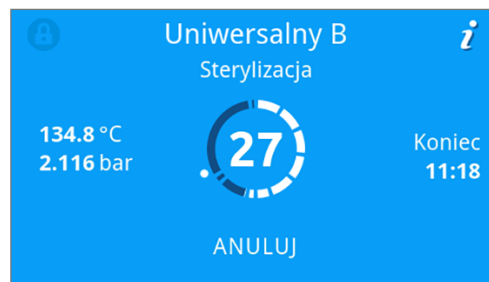 Uniwersalny B
i
Sterylizacja
134.8 °C
2.116 bar
27
Koniec
11:18
ANULUJ